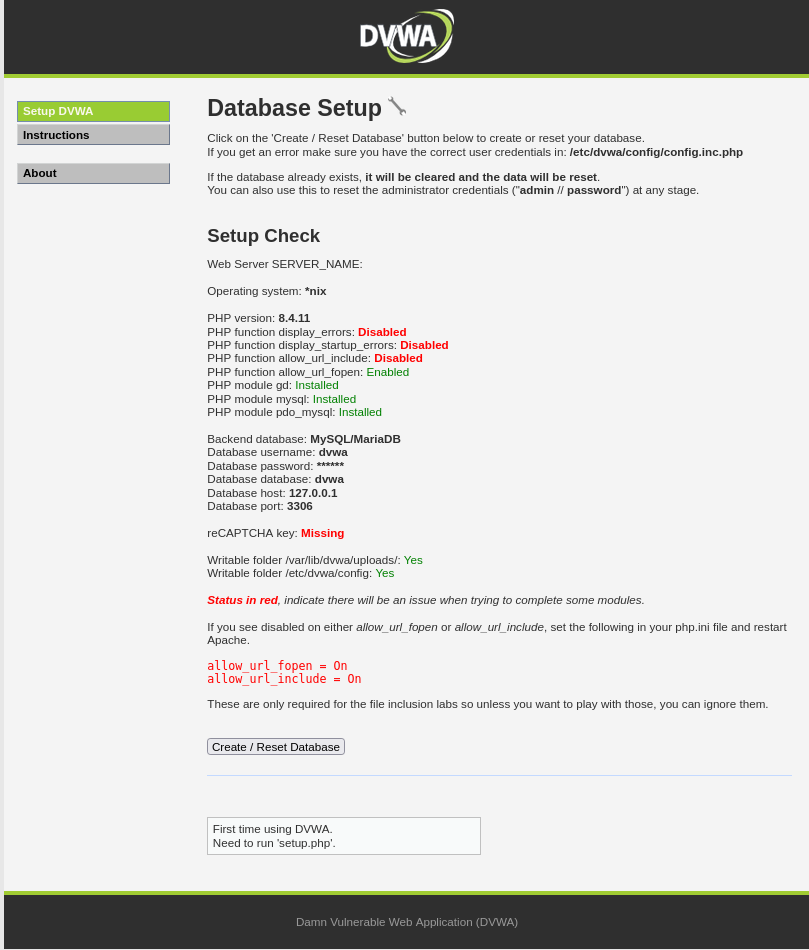 DVWA
Setup DVWA
Instructions
About
Database Setup
Click on the 'Create / Reset Database' button below to create or reset your database.
If you get an error make sure you have the correct user credentials in: /etc/dvwa/config/config.inc.php
If the database already exists, it will be cleared and the data will be reset.
You can also use this to reset the administrator credentials ("admin // password") at any stage.
Setup Check
Web Server SERVER_NAME:
Operating system: *nix
PHP version: 8.4.11
PHP function display_errors: Disabled
PHP function display_startup_errors: Disabled
PHP function allow_url_include: Disabled
PHP function allow_url_fopen: Enabled
PHP module gd: Installed
PHP module mysql: Installed
PHP module pdo_mysql: Installed
Backend database: MySQL/MariaDB
Database username: dvwa
Database password: ******
Database database: dvwa
Database host: 127.0.0.1
Database port: 3306
reCAPTCHA key: Missing
Writable folder /var/lib/dvwa/uploads/: Yes
Writable folder /etc/dvwa/config: Yes
Status in red, indicate there will be an issue when trying to complete some modules.
If you see disabled on either allow_url_fopen or allow_url_include, set the following in your php.ini file and restart
Apache.
allow_url_fopen = On
allow_url_include = On
These are only required for the file inclusion labs so unless you want to play with those, you can ignore them.
Create / Reset Database
First time using DVWA.
Need to run 'setup.php'.
Damn Vulnerable Web Application (DVWA)